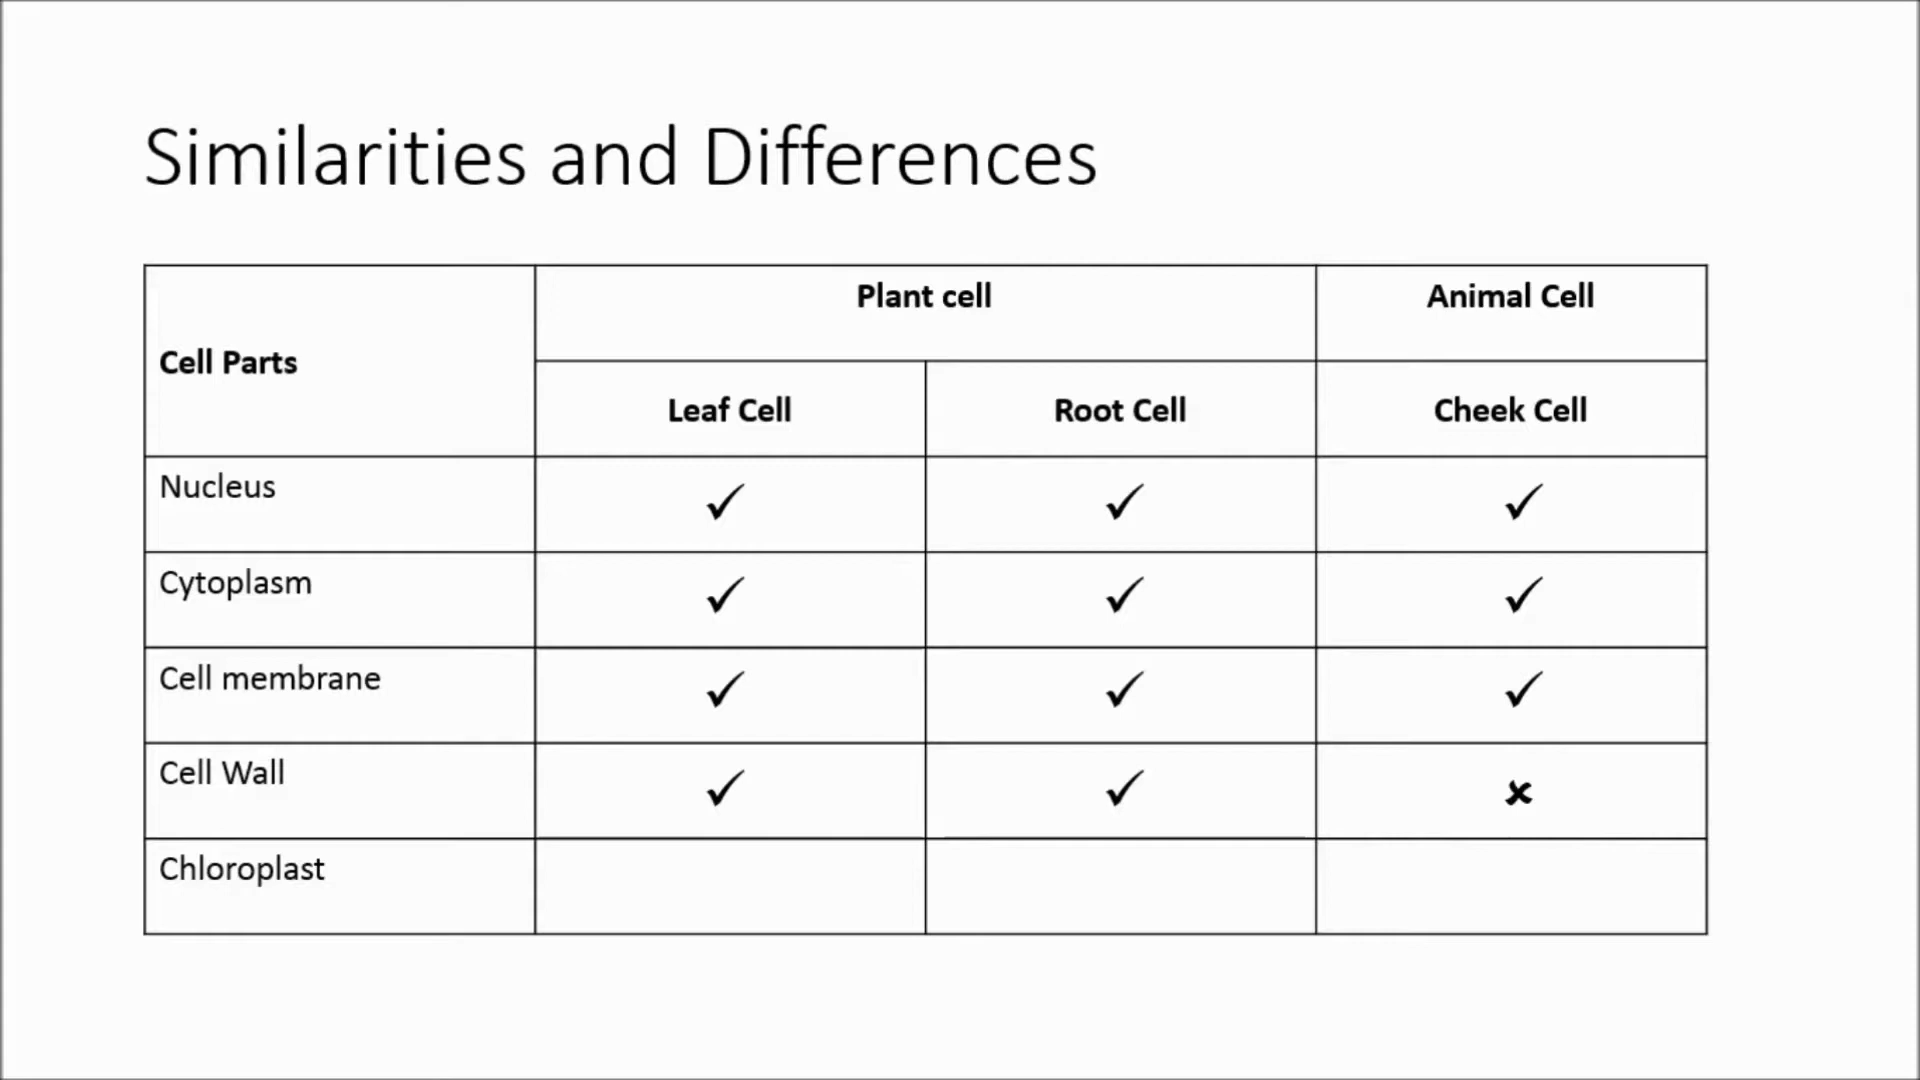 Similarities and Differences
Cell Parts
Plant cell
Animal Cell
Leaf Cell
Root Cell
Cheek Cell
Nucleus ✓ ✓ ✓
Cytoplasm ✓ ✓ ✓
Cell membrane ✓ ✓ ✓
Cell Wall ✓ ✓ ✘
Chloroplast